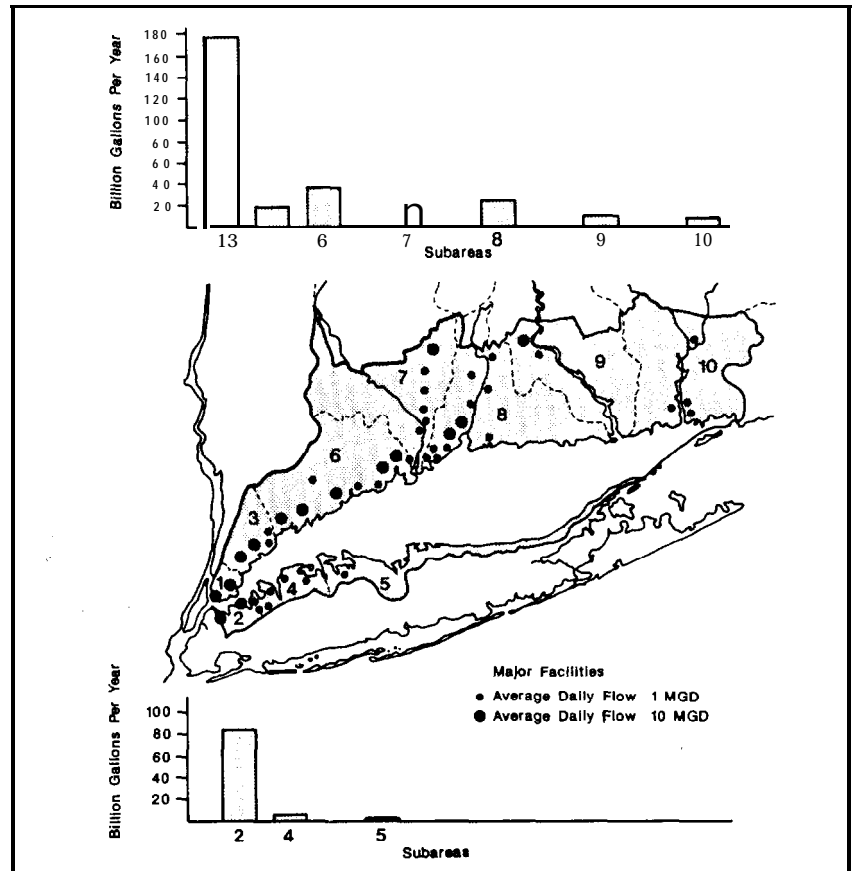 Billion Gallons Per Year
180
160
140
120
100
60
60
40
20
13 6 7 8 9 10
Subareas
10
9
7
8
6
3
1
4 5
2
Major Facilities
Average Daily Flow 1 MGD
Average Daily Flow 10 MGD
Billion Gallons Per Year
100
80
60
40
20
2 4 5
Subareas